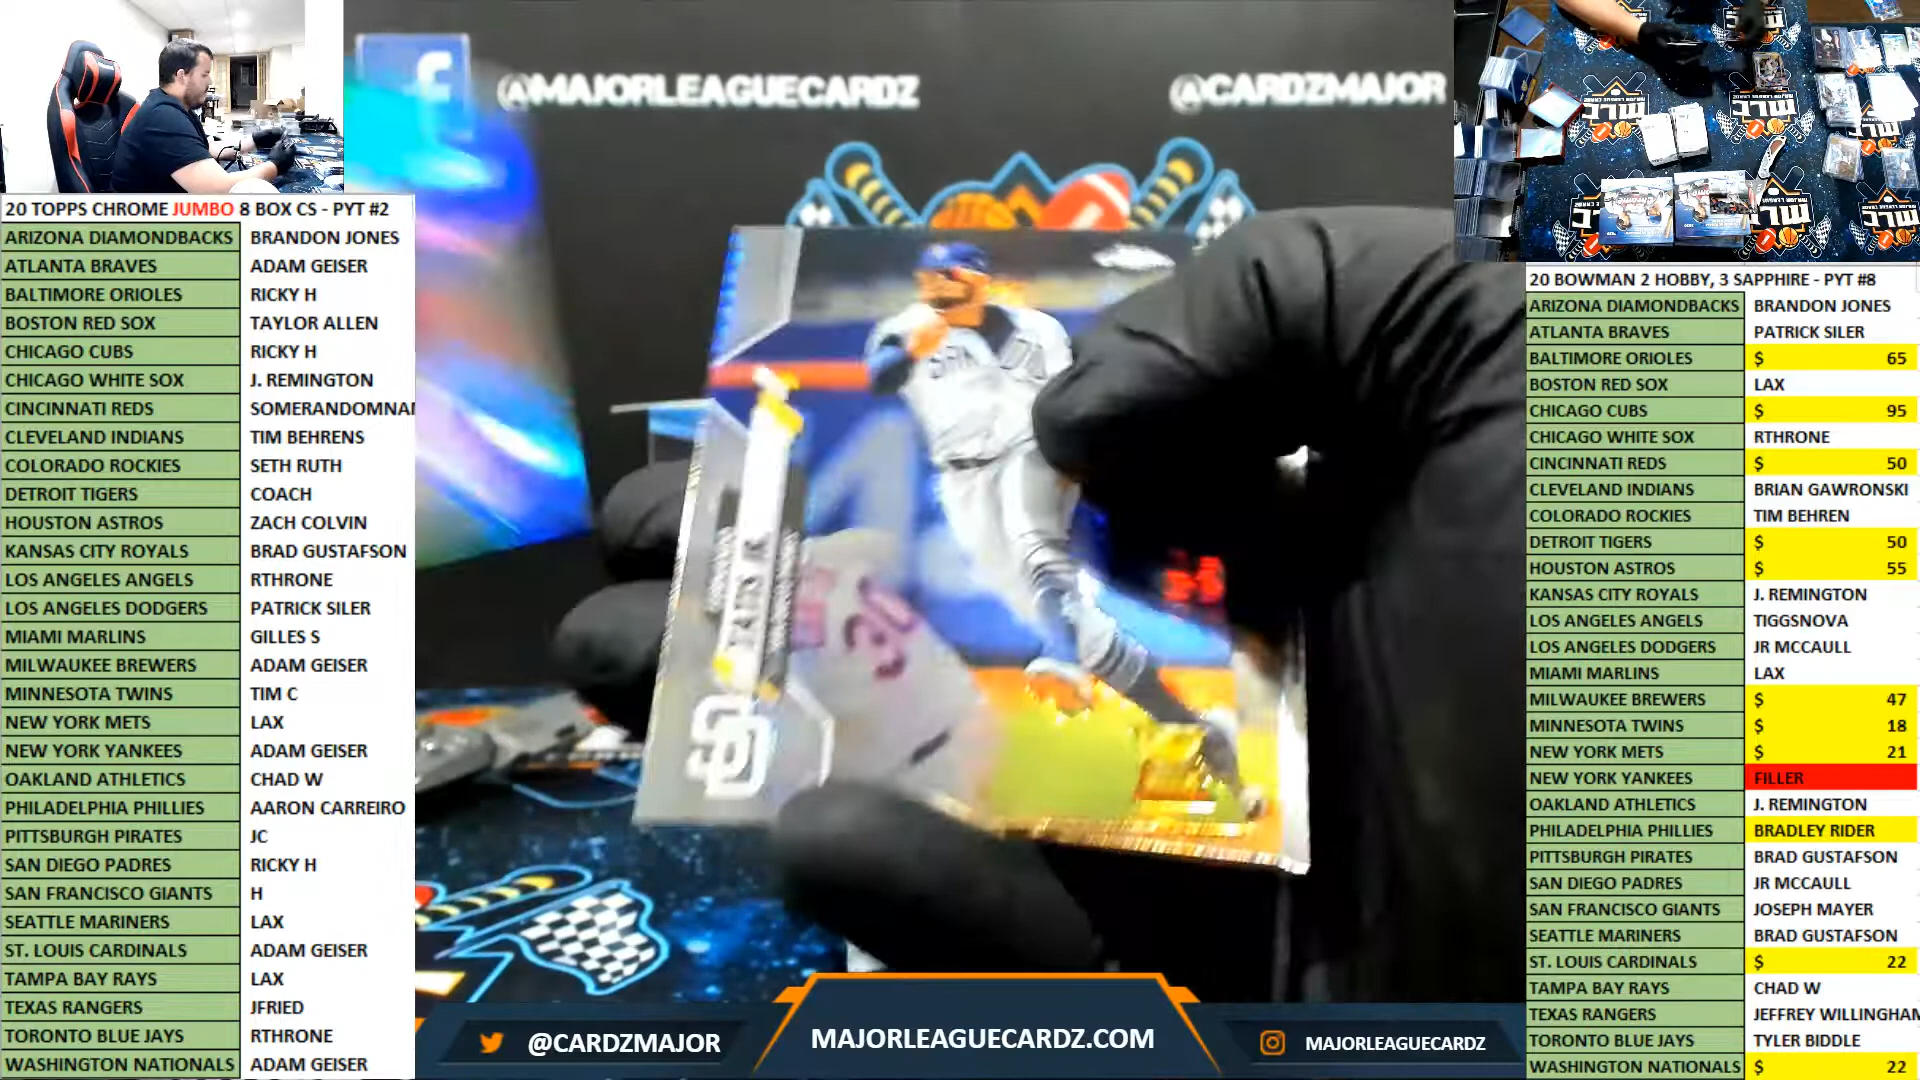 @MAJORLEAGUECARDZ
@CARDZMAJOR
20 TOPPS CHROME JUMBO 8 BOX CS - PYT #2
ARIZONA DIAMONDBACKS BRANDON JONES
ATLANTA BRAVES ADAM GEISER
BALTIMORE ORIOLES RICKY H
BOSTON RED SOX TAYLOR ALLEN
CHICAGO CUBS RICKY H
CHICAGO WHITE SOX J. REMINGTON
CINCINNATI REDS SOMERANDOMNA
CLEVELAND INDIANS TIM BEHRENS
COLORADO ROCKIES SETH RUTH
DETROIT TIGERS COACH
HOUSTON ASTROS ZACH COLVIN
KANSAS CITY ROYALS BRAD GUSTAFSON
LOS ANGELES ANGELS RTHRONE
LOS ANGELES DODGERS PATRICK SILER
MIAMI MARLINS GILLES S
MILWAUKEE BREWERS ADAM GEISER
MINNESOTA TWINS TIM C
NEW YORK METS LAX
NEW YORK YANKEES ADAM GEISER
OAKLAND ATHLETICS CHAD W
PHILADELPHIA PHILLIES AARON CARREIRO
PITTSBURGH PIRATES JC
SAN DIEGO PADRES RICKY H
SAN FRANCISCO GIANTS H
SEATTLE MARINERS LAX
ST. LOUIS CARDINALS ADAM GEISER
TAMPA BAY RAYS LAX
TEXAS RANGERS JFRIED
TORONTO BLUE JAYS RTHRONE
WASHINGTON NATIONALS ADAM GEISER
TATIS JR.
SD
30
20 BOWMAN 2 HOBBY, 3 SAPPHIRE - PYT #8
ARIZONA DIAMONDBACKS BRANDON JONES
ATLANTA BRAVES PATRICK SILER
BALTIMORE ORIOLES $ 65
BOSTON RED SOX LAX
CHICAGO CUBS $ 95
CHICAGO WHITE SOX RTHRONE
CINCINNATI REDS $ 50
CLEVELAND INDIANS BRIAN GAWRONSKI
COLORADO ROCKIES TIM BEHREN
DETROIT TIGERS $ 50
HOUSTON ASTROS $ 55
KANSAS CITY ROYALS J. REMINGTON
LOS ANGELES ANGELS TIGGSNOVA
LOS ANGELES DODGERS JR MCCAULL
MIAMI MARLINS LAX
MILWAUKEE BREWERS $ 47
MINNESOTA TWINS $ 18
NEW YORK METS $ 21
NEW YORK YANKEES FILLER
OAKLAND ATHLETICS J. REMINGTON
PHILADELPHIA PHILLIES BRADLEY RIDER
PITTSBURGH PIRATES BRAD GUSTAFSON
SAN DIEGO PADRES JR MCCAULL
SAN FRANCISCO GIANTS JOSEPH MAYER
SEATTLE MARINERS BRAD GUSTAFSON
ST. LOUIS CARDINALS $ 22
TAMPA BAY RAYS CHAD W
TEXAS RANGERS JEFFREY WILLINGHAM
TORONTO BLUE JAYS TYLER BIDDLE
WASHINGTON NATIONALS $ 22
@CARDZMAJOR
MAJORLEAGUECARDZ.COM
MAJORLEAGUECARDZ